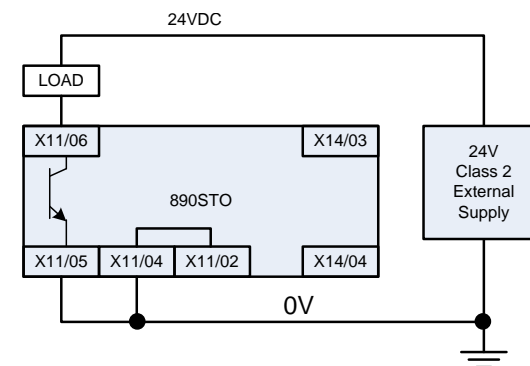 24VDC
LOAD
X11/06
X14/03
24V
Class 2
External
Supply
890STO
X11/05
X11/04
X11/02
X14/04
0V